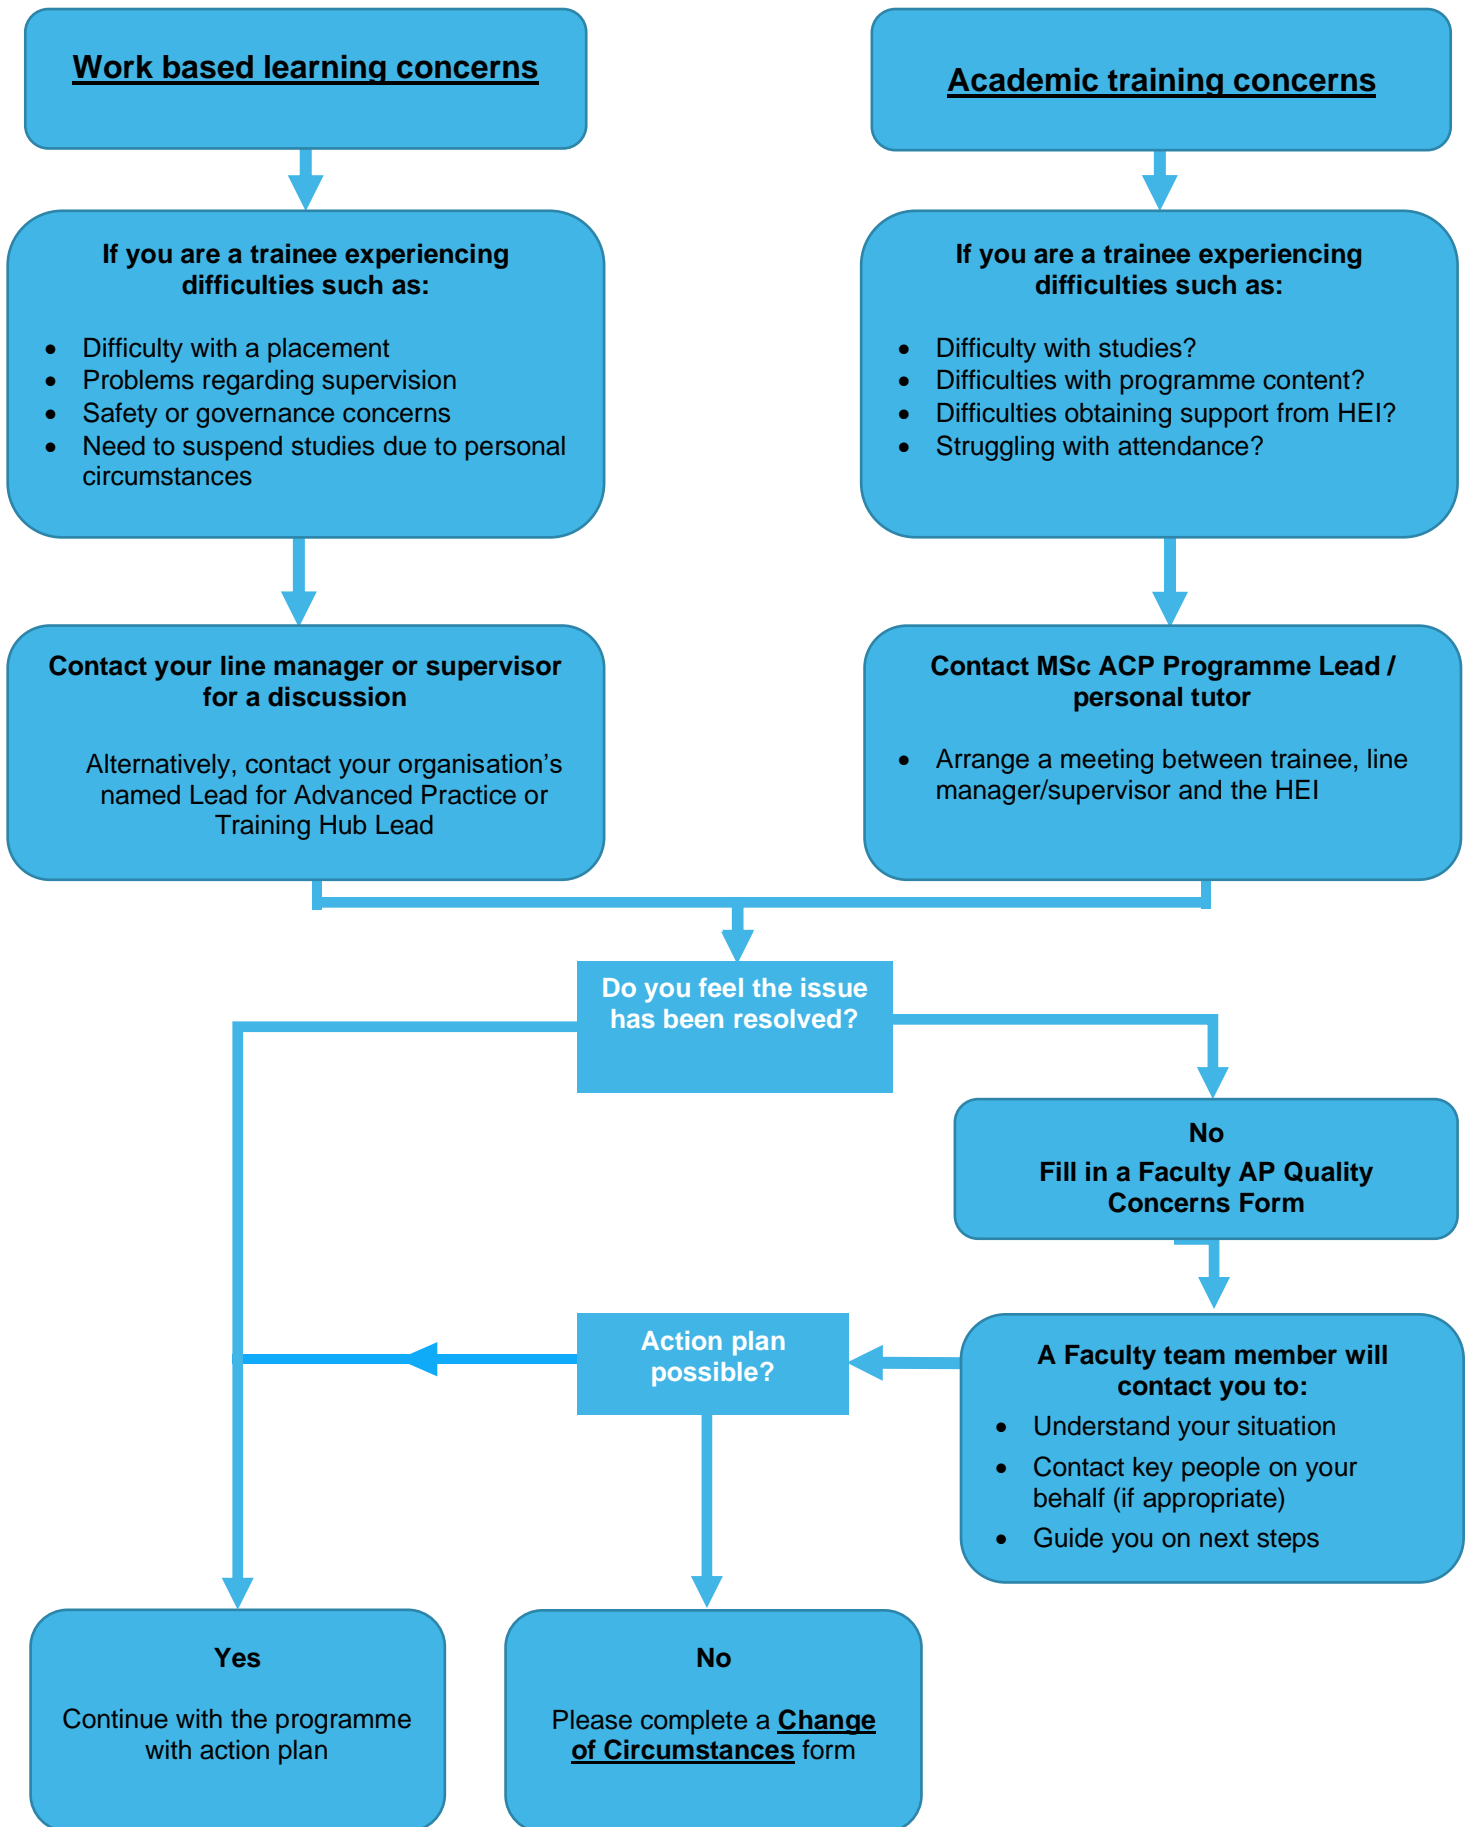 Work based learning concerns
Academic training concerns
If you are a trainee experiencing
difficulties such as:
• Difficulty with a placement
• Problems regarding supervision
• Safety or governance concerns
• Need to suspend studies due to personal
circumstances
If you are a trainee experiencing
difficulties such as:
• Difficulty with studies?
• Difficulties with programme content?
• Difficulties obtaining support from HEI?
• Struggling with attendance?
Contact your line manager or supervisor
for a discussion
Alternatively, contact your organisation’s
named Lead for Advanced Practice or
Training Hub Lead
Contact MSc ACP Programme Lead /
personal tutor
• Arrange a meeting between trainee, line
manager/supervisor and the HEI
Do you feel the issue
has been resolved?
No
Fill in a Faculty AP Quality
Concerns Form
A Faculty team member will
contact you to:
• Understand your situation
• Contact key people on your
behalf (if appropriate)
• Guide you on next steps
Action plan
possible?
Yes
Continue with the programme
with action plan
No
Please complete a Change
of Circumstances form